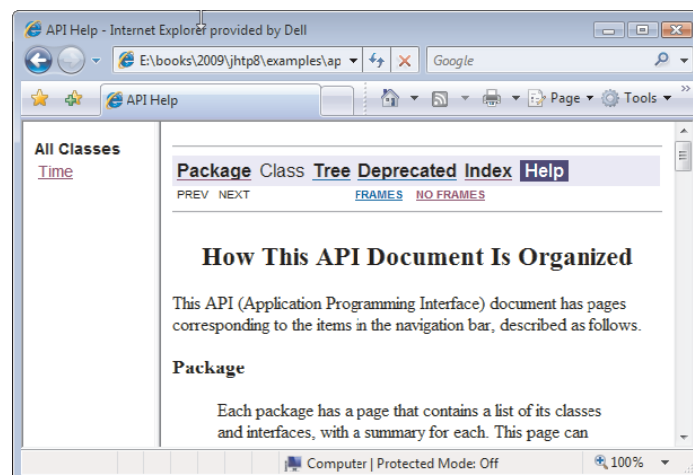 API Help - Internet Explorer provided by Dell
E:\books\2009\jhtp8\examples\ap
Google
API Help
Page
Tools
All Classes
Time
Package Class Tree Deprecated Index Help
PREV NEXT FRAMES NO FRAMES
How This API Document Is Organized
This API (Application Programming Interface) document has pages
corresponding to the items in the navigation bar, described as follows.
Package
Each package has a page that contains a list of its classes
and interfaces, with a summary for each. This page can
Computer | Protected Mode: Off
100%